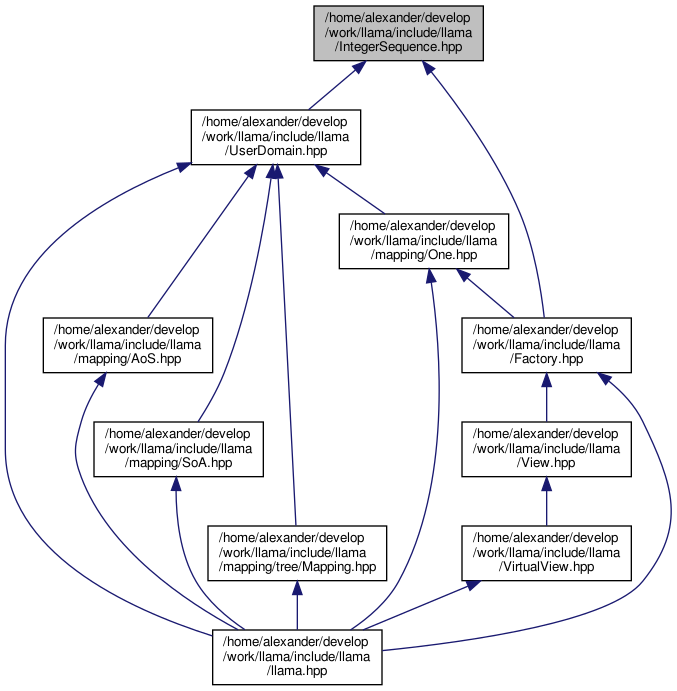 /home/alexander/develop
/work/llama/include/llama
/IntegerSequence.hpp
/home/alexander/develop
/work/llama/include/llama
/UserDomain.hpp
/home/alexander/develop
/work/llama/include/llama
mapping/One.hpp
/home/alexander/develop
/work/llama/include/llama
/mapping/AoS.hpp
/home/alexander/develop
/work/llama/include/llama
/Factory.hpp
/home/alexander/develop
/work/llama/include/llama
/mapping/SoA.hpp
/home/alexander/develop
/work/llama/include/llama
/View.hpp
/home/alexander/develop
/work/llama/include/llama
/mapping/tree/Mapping.hpp
/home/alexander/develop
/work/llama/include/llama
/VirtualView.hpp
/home/alexander/develop
/work/llama/include/llama
/llama.hpp